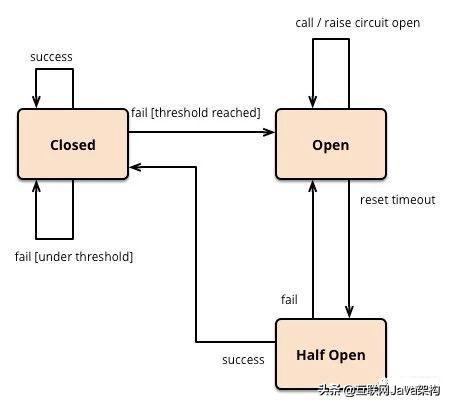 call / raise circuit open
success
fail [threshold reached]
Closed
Open
reset timeout
fail [under threshold]
fail
success
Half Open
头条 @互联网Java架构